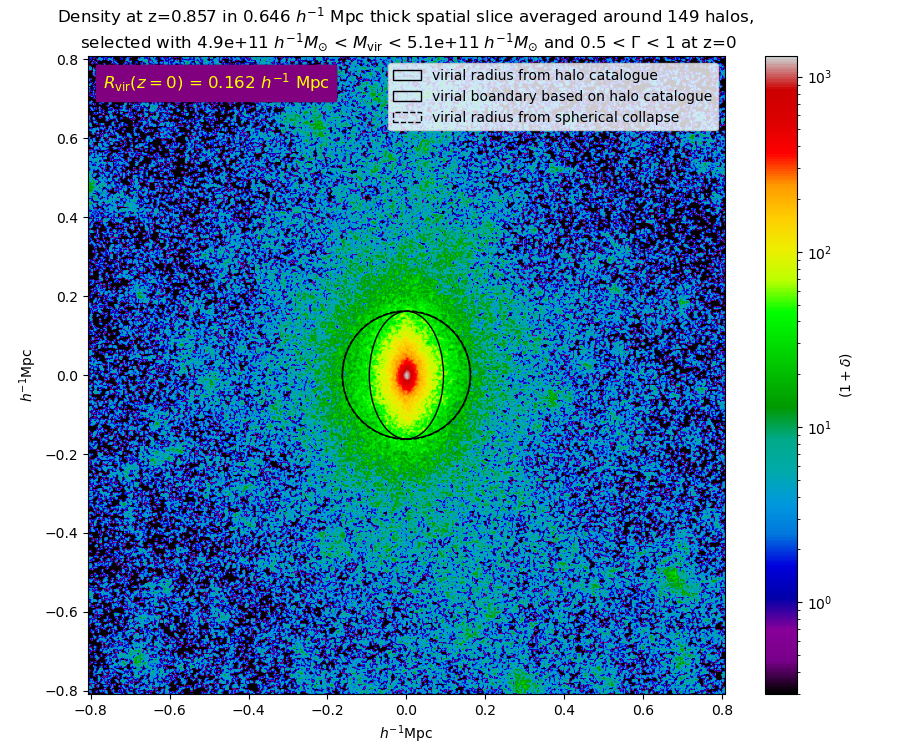 Density at z=0.857 in 0.646 h⁻¹ Mpc thick spatial slice averaged around 149 halos,
selected with 4.9e+11 h⁻¹M⊙ < Mvir < 5.1e+11 h⁻¹M⊙ and 0.5 < Γ < 1 at z=0
Rvir(z = 0) = 0.162 h⁻¹ Mpc
virial radius from halo catalogue
virial boandary based on halo catalogue
virial radius from spherical collapse
0.8
0.6
0.4
0.2
0.0
−0.2
−0.4
−0.6
−0.8
h⁻¹Mpc
−0.8 −0.6 −0.4 −0.2 0.0 0.2 0.4 0.6 0.8
h⁻¹Mpc
10³
10²
10¹
10⁰
(1 + δ)